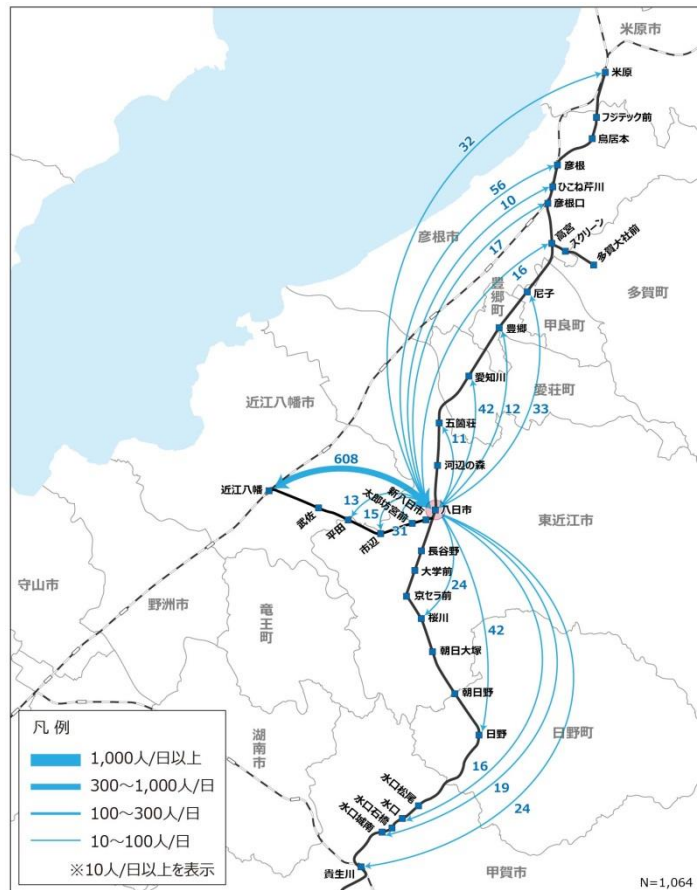 米原市
米原
32
フジテック前
鳥居本
彦根
56
ひこね芹川
10
彦根口
彦根市
17
高宮
スクリーン
多賀大社前
16
多賀町
豊郷町
尼子
甲良町
豊郷
愛知川
愛荘町
近江八幡市
42
12
33
五箇荘
11
608
河辺の森
近江八幡
新八日市
太郎坊宮前
八日市
13
15
武佐
平田
31
市辺
東近江市
長谷野
守山市
大学前
24
野洲市
京セラ前
竜王町
桜川
42
朝日大塚
朝日野
日野
日野町
湖南市
16
19
水口松尾
水口
水口石橋
水口城南
24
貴生川
甲賀市
凡 例
1,000人/日以上
300~1,000人/日
100~300人/日
10~100人/日
※10人/日以上を表示
N=1,064